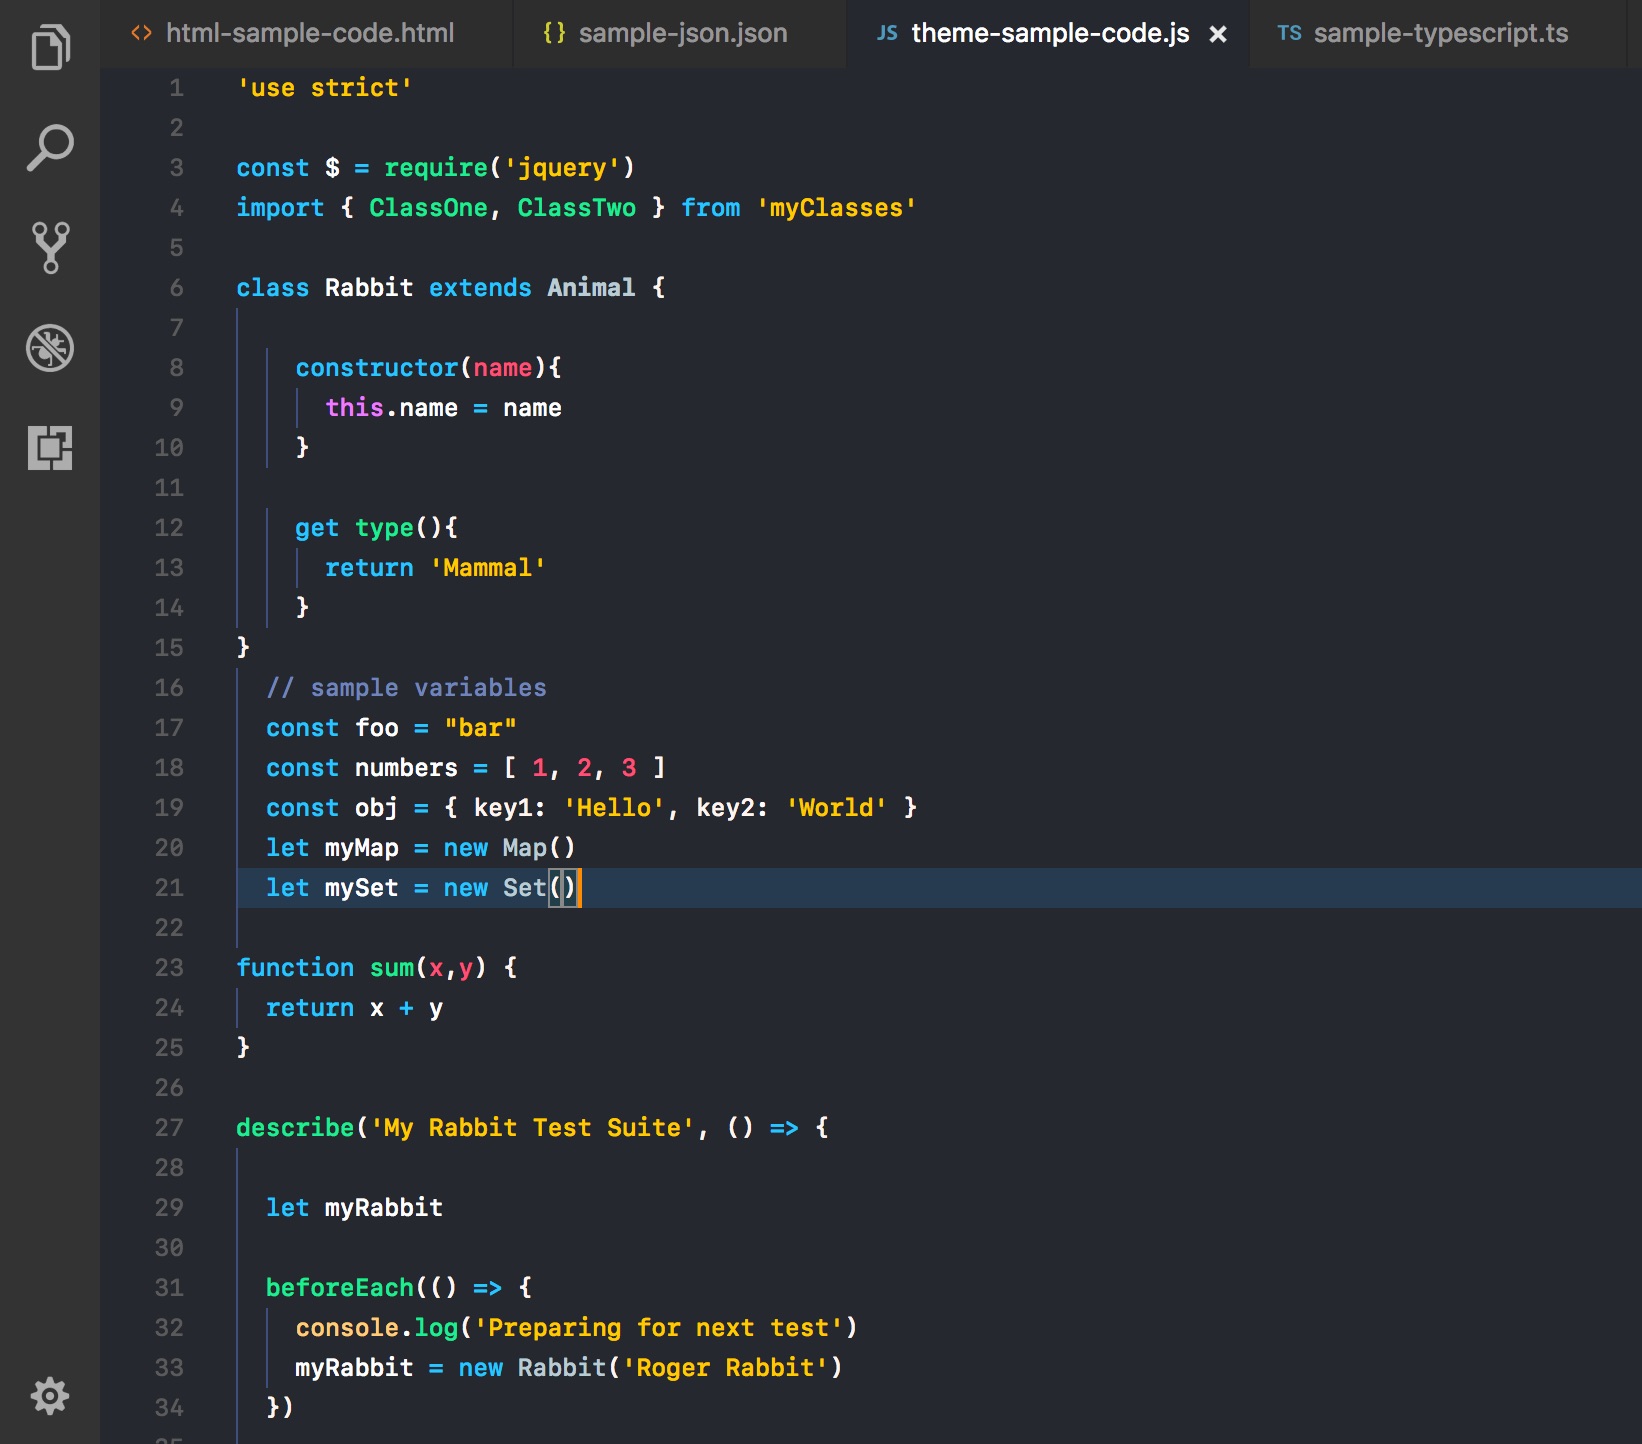 <> html-sample-code.html {} sample-json.json JS theme-sample-code.js × TS sample-typescript.ts
1 'use strict'
2
3 const $ = require('jquery')
4 import { ClassOne, ClassTwo } from 'myClasses'
5
6 class Rabbit extends Animal {
7
8 constructor(name){
9 this.name = name
10 }
11
12 get type(){
13 return 'Mammal'
14 }
15 }
16 // sample variables
17 const foo = "bar"
18 const numbers = [ 1, 2, 3 ]
19 const obj = { key1: 'Hello', key2: 'World' }
20 let myMap = new Map()
21 let mySet = new Set()
22
23 function sum(x,y) {
24 return x + y
25 }
26
27 describe('My Rabbit Test Suite', () => {
28
29 let myRabbit
30
31 beforeEach(() => {
32 console.log('Preparing for next test')
33 myRabbit = new Rabbit('Roger Rabbit')
34 })